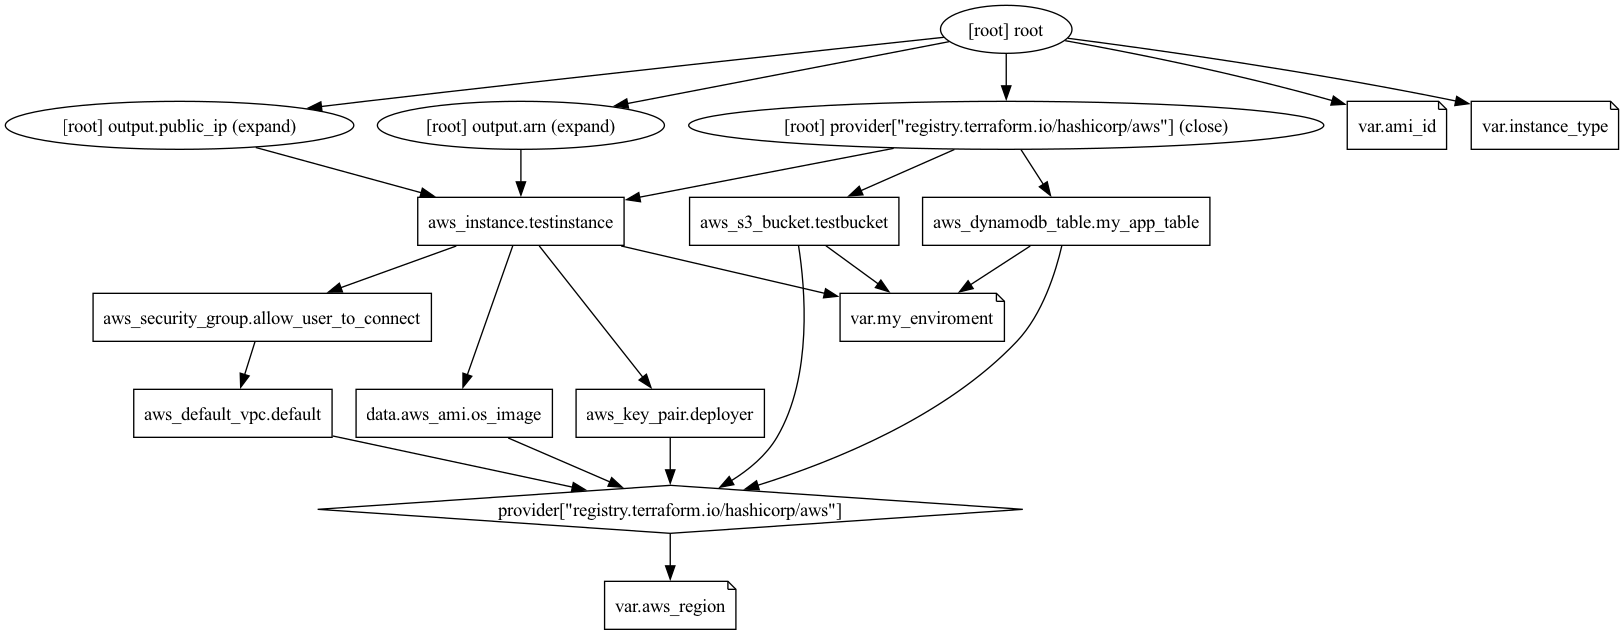 [root] root
[root] output.public_ip (expand)
[root] output.arn (expand)
[root] provider["registry.terraform.io/hashicorp/aws"] (close)
var.ami_id
var.instance_type
aws_instance.testinstance
aws_s3_bucket.testbucket
aws_dynamodb_table.my_app_table
aws_security_group.allow_user_to_connect
var.my_enviroment
aws_default_vpc.default
data.aws_ami.os_image
aws_key_pair.deployer
provider["registry.terraform.io/hashicorp/aws"]
var.aws_region